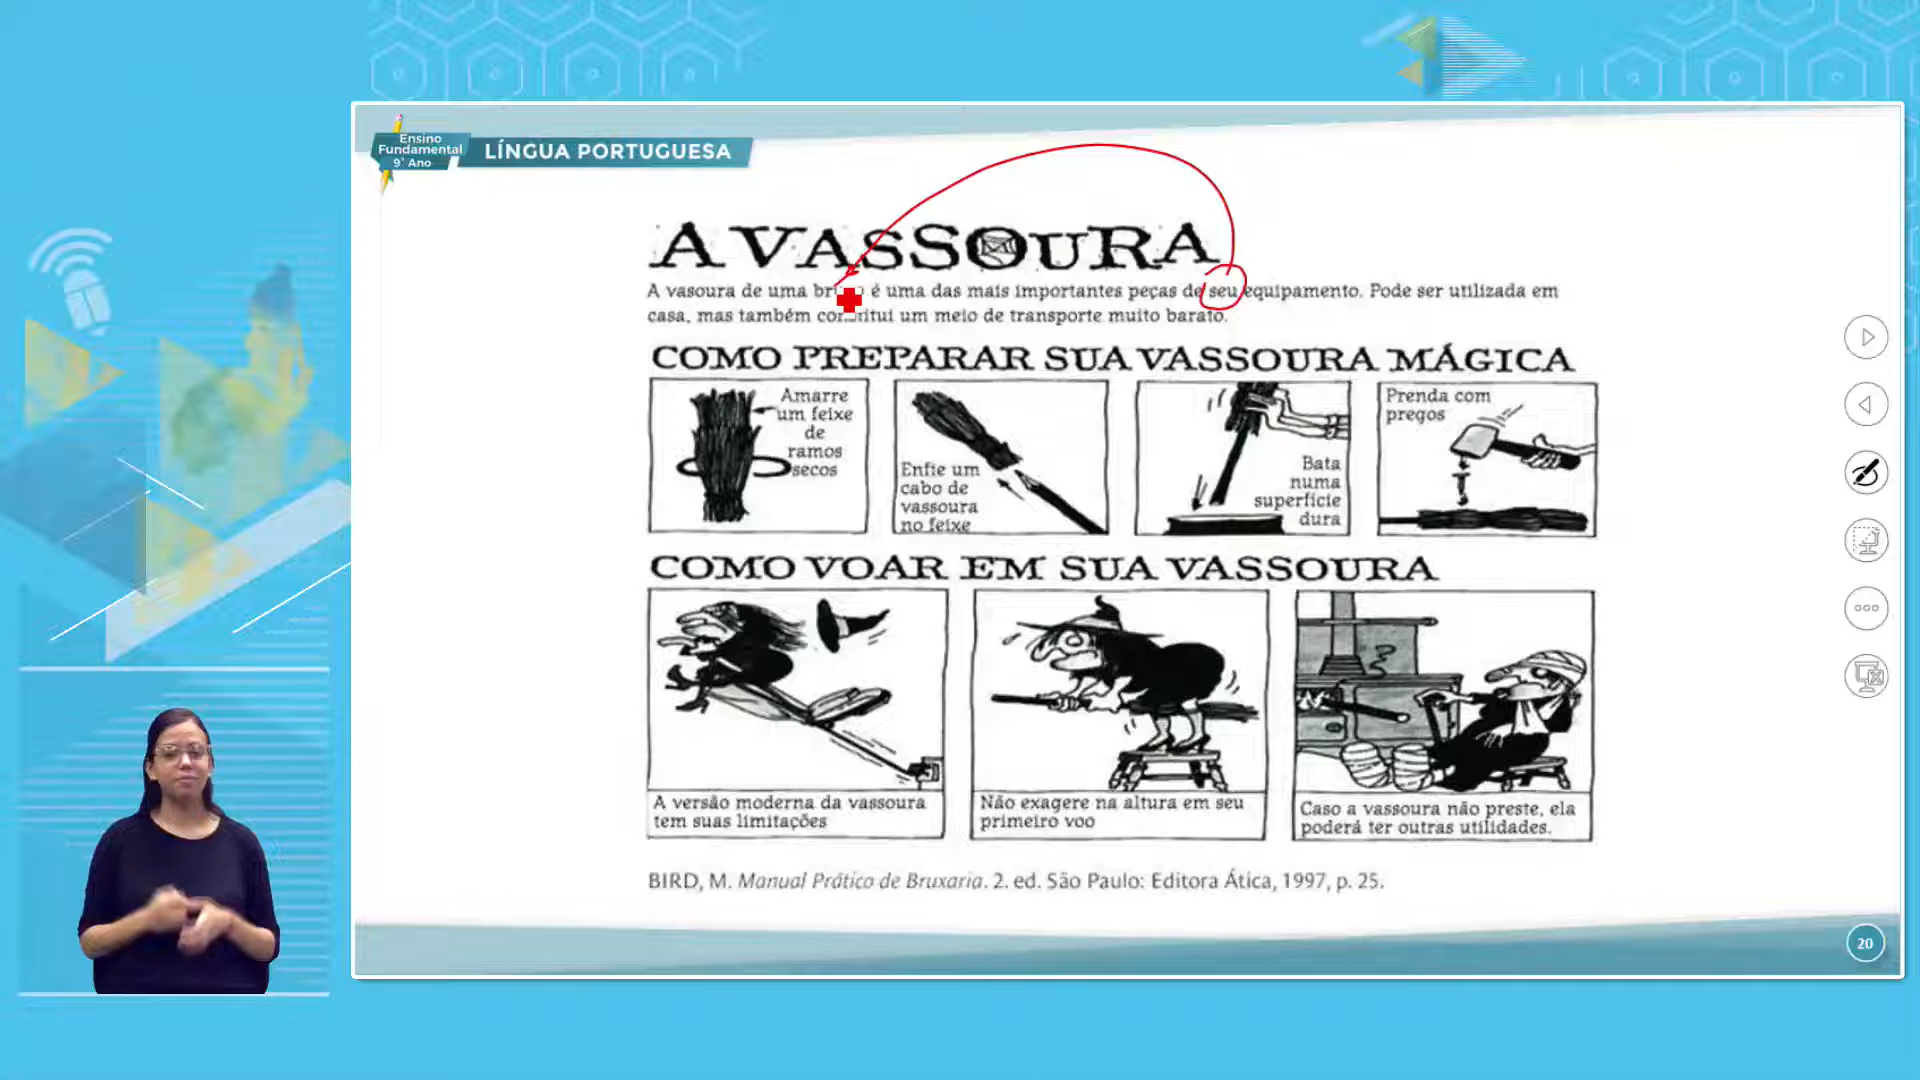 Ensino
Fundamental
9° Ano
LÍNGUA PORTUGUESA
A VASSOURA
A vasoura de uma é uma das mais importantes peças de seu equipamento. Pode ser utilizada em
casa, mas também constitui um meio de transporte muito barato.
COMO PREPARAR SUA VASSOURA MÁGICA
Amarre
um feixe
de
ramos
secos
Enfie um
cabo de
vassoura
no feixe
Bata
numa
superfície
dura
Prenda com
pregos
COMO VOAR EM SUA VASSOURA
A versão moderna da vassoura
tem suas limitações
Não exagere na altura em seu
primeiro voo
Caso a vassoura não preste, ela
poderá ter outras utilidades.
BIRD, M. Manual Prático de Bruxaria. 2. ed. São Paulo: Editora Ática, 1997, p. 25.
20